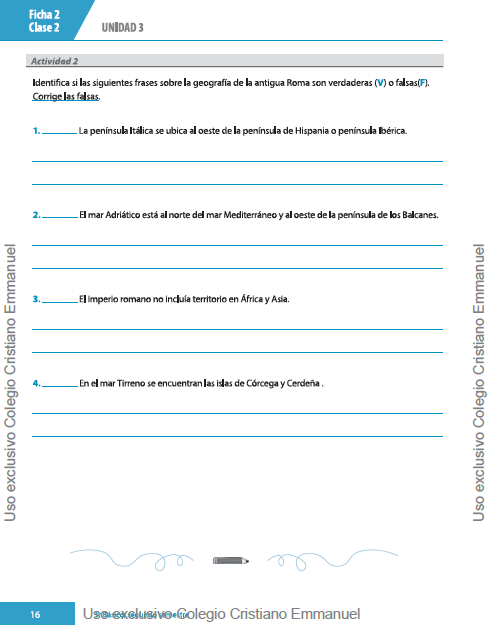 Ficha 2
Clase 2
UNIDAD 3
Actividad 2
Identifica si las siguientes frases sobre la geografía de la antigua Roma son verdaderas (V) o falsas(F).
Corrige las falsas.
1. _______ La península Itálica se ubica al oeste de la península de Hispania o península Ibérica.
2. _______ El mar Adriático está al norte del mar Mediterráneo y al oeste de la península de los Balcanes.
3. _______ El imperio romano no incluía territorio en África y Asia.
4. _______ En el mar Tirreno se encuentran las islas de Córcega y Cerdeña .
Uso exclusivo Colegio Cristiano Emmanuel
Uso exclusivo Colegio Cristiano Emmanuel
16
Uso exclusivo Colegio Cristiano Emmanuel